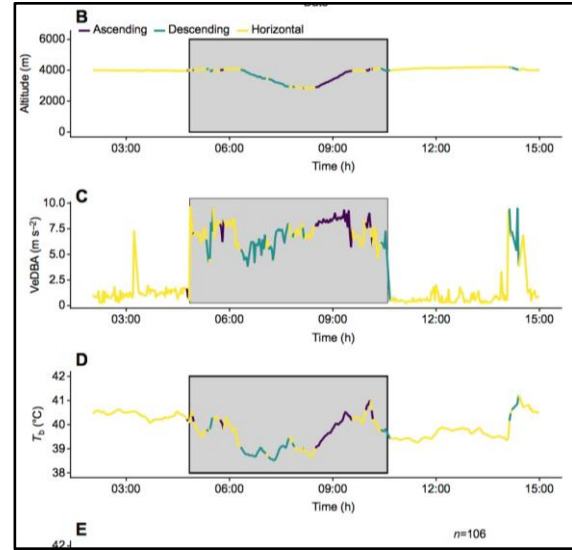 B
Ascending Descending Horizontal
6000
4000
2000
0
Altitude (m)
03:00 06:00 09:00 12:00 15:00
Time (h)
C
10.0
7.5
5.0
2.5
0
VeDBA (m s⁻²)
03:00 06:00 09:00 12:00 15:00
Time (h)
D
42
41
40
39
38
Tb (°C)
03:00 06:00 09:00 12:00 15:00
Time (h)
E
n=106
42